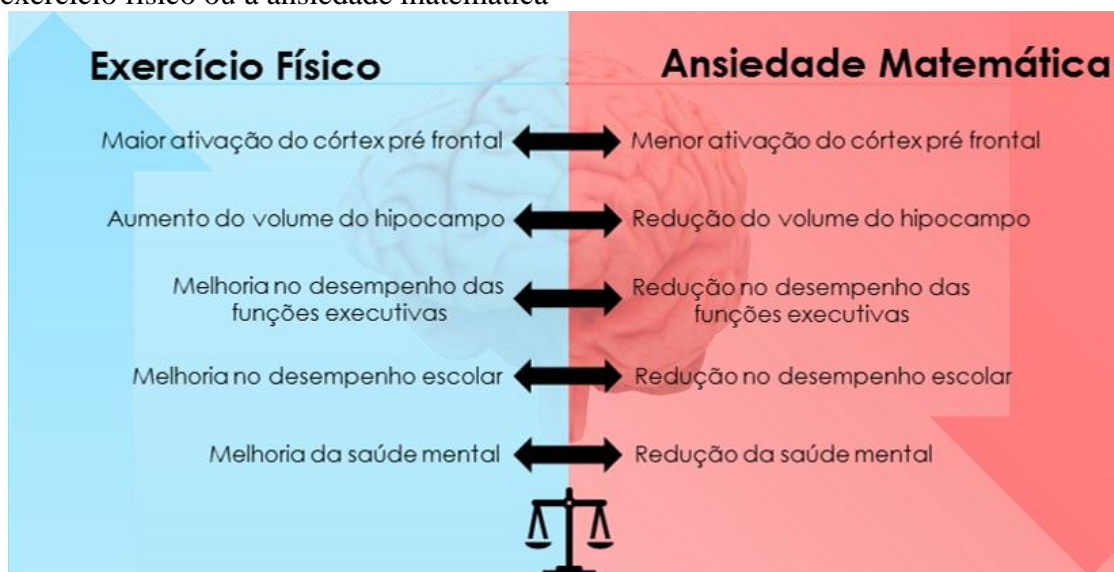 exercício físico ou a ansiedade matemática
Exercício Físico
Ansiedade Matemática
Maior ativação do córtex pré frontal
Menor ativação do córtex pré frontal
Aumento do volume do hipocampo
Redução do volume do hipocampo
Melhoria no desempenho das
funções executivas
Redução no desempenho das
funções executivas
Melhoria no desempenho escolar
Redução no desempenho escolar
Melhoria da saúde mental
Redução da saúde mental